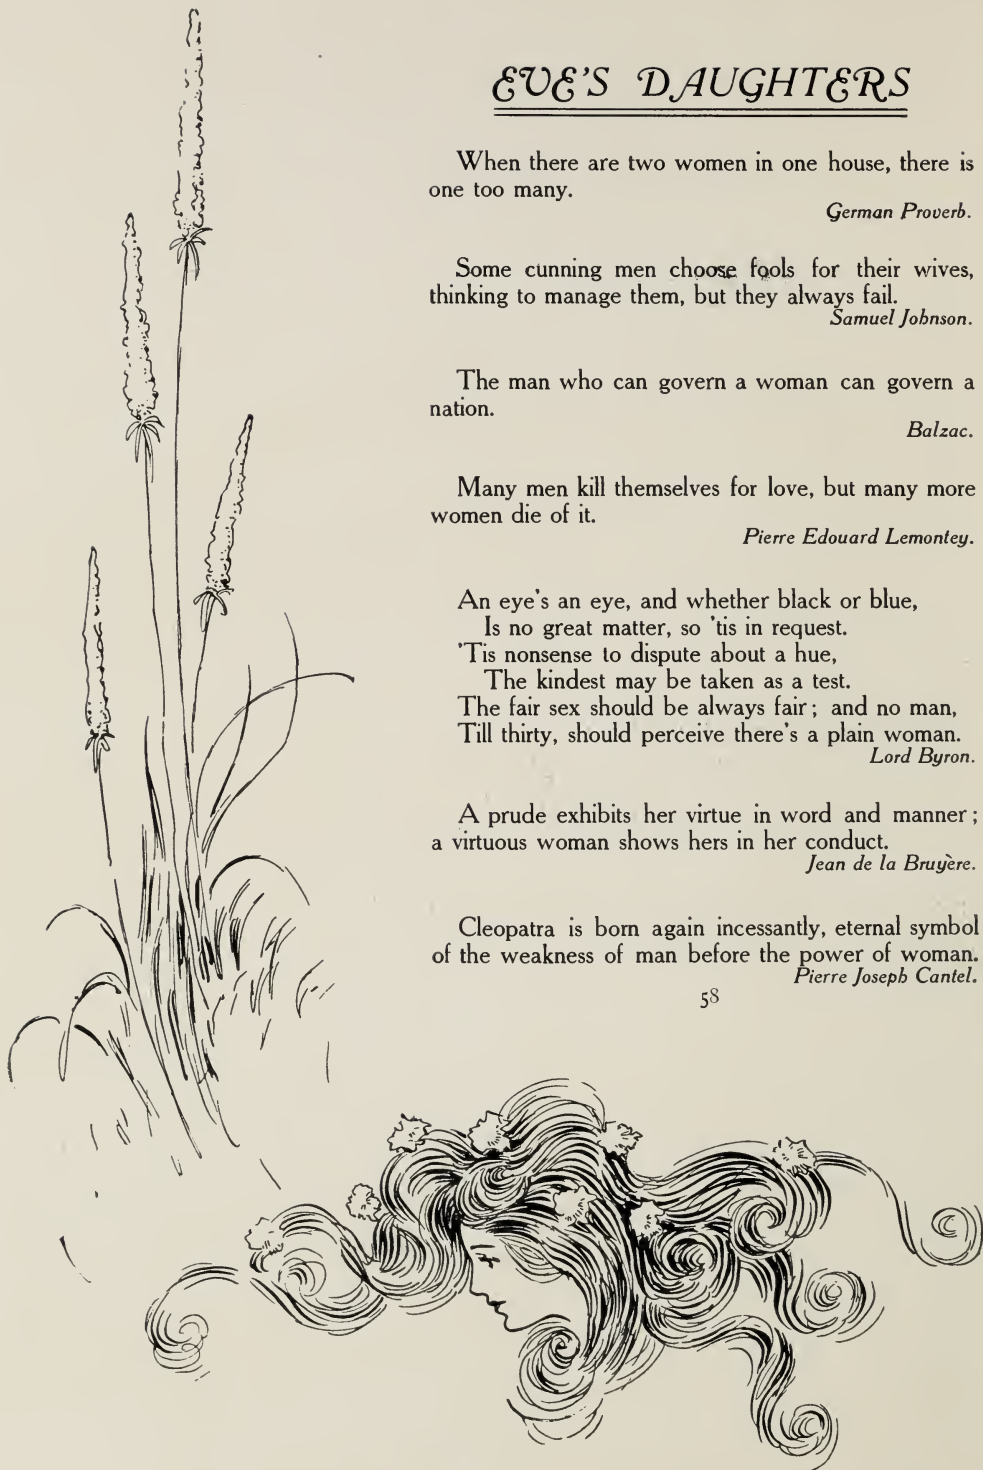 EVE'S DAUGHTERS
When there are two women in one house, there is
one too many.
German Proverb.
Some cunning men choose fools for their wives,
thinking to manage them, but they always fail.
Samuel Johnson.
The man who can govern a woman can govern a
nation.
Balzac.
Many men kill themselves for love, but many more
women die of it.
Pierre Edouard Lemontey.
An eye's an eye, and whether black or blue,
Is no great matter, so 'tis in request.
'Tis nonsense to dispute about a hue,
The kindest may be taken as a test.
The fair sex should be always fair; and no man,
Till thirty, should perceive there's a plain woman.
Lord Byron.
A prude exhibits her virtue in word and manner;
a virtuous woman shows hers in her conduct.
Jean de la Bruyère.
Cleopatra is born again incessantly, eternal symbol
of the weakness of man before the power of woman.
Pierre Joseph Cantel.
58